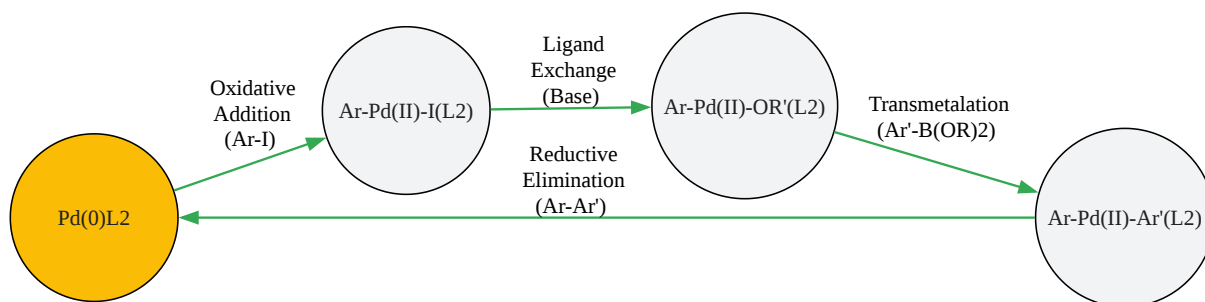 Pd(0)L2
Oxidative
Addition
(Ar-I)
Ar-Pd(II)-I(L2)
Ligand
Exchange
(Base)
Ar-Pd(II)-OR'(L2)
Transmetalation
(Ar'-B(OR)2)
Ar-Pd(II)-Ar'(L2)
Reductive
Elimination
(Ar-Ar')